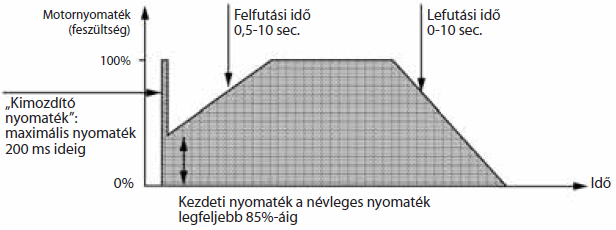 Motornyomaték
(feszültség)
Felfutási idő
0,5-10 sec.
Lefutási idő
0-10 sec.
100%
„Kimozdító
nyomaték”:
maximális nyomaték
200 ms ideig
0%
Idő
Kezdeti nyomaték a névleges nyomaték
legfeljebb 85%-áig